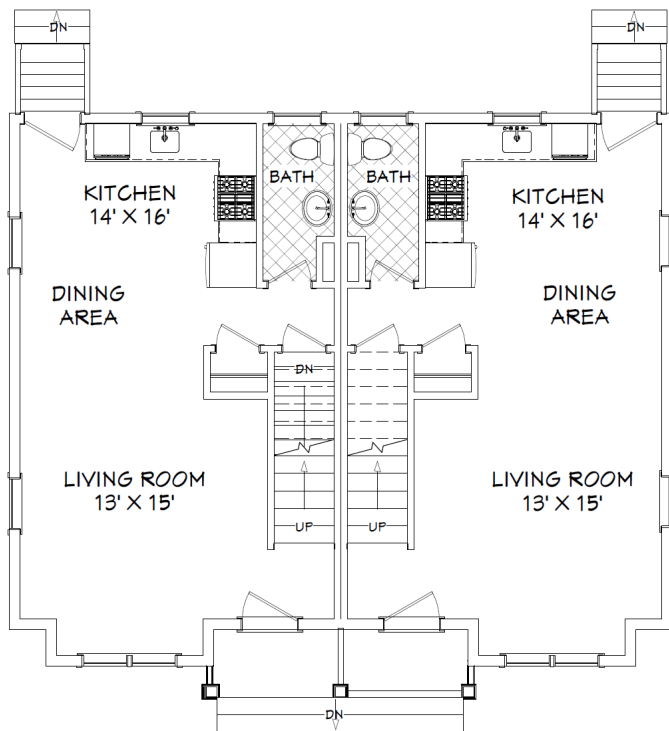 DN
DN
KITCHEN
14' X 16'
BATH
BATH
KITCHEN
14' X 16'
DINING
AREA
DINING
AREA
DN
LIVING ROOM
13' X 15'
LIVING ROOM
13' X 15'
UP
UP
DN